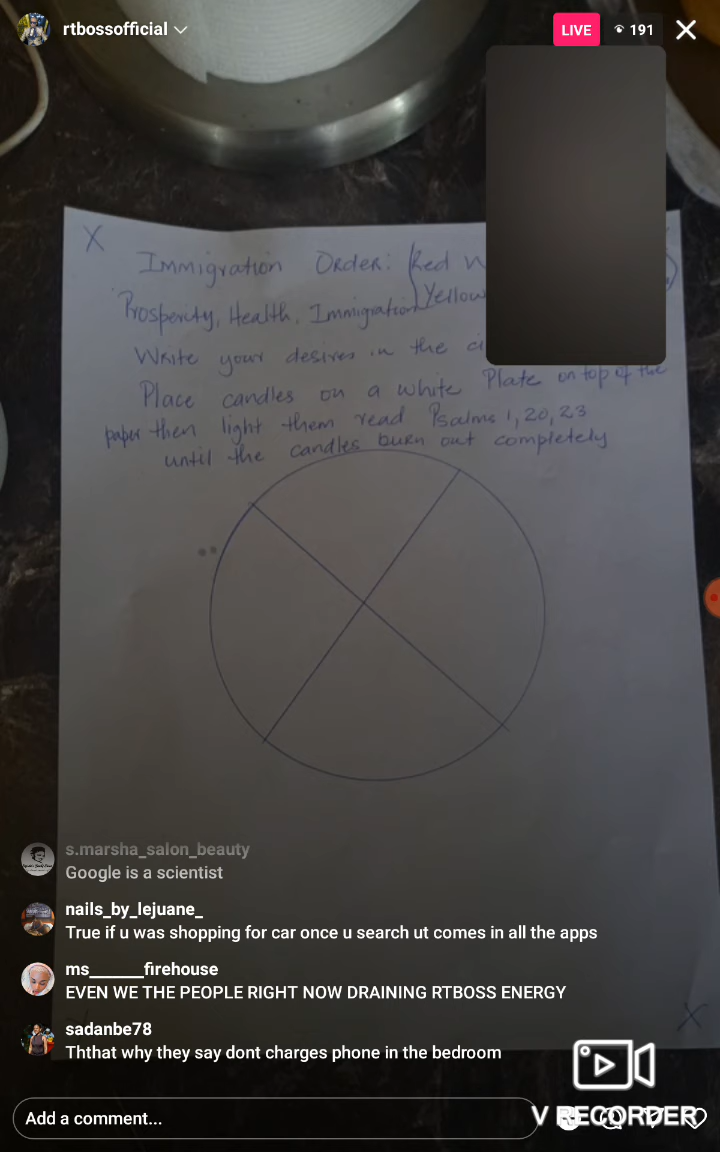 rtbossofficial
LIVE
191
X
Immigration Order: (Red
Prosperity, Health, Immigration Yellow
Write your desires in the
Place candles on a white Plate on top of the
paper then light them read Psalms 1, 20, 23
until the candles burn out completely
s.marsha_salon_beauty
Google is a scientist
nails_by_lejuane_
True if u was shopping for car once u search ut comes in all the apps
ms______firehouse
EVEN WE THE PEOPLE RIGHT NOW DRAINING RTBOSS ENERGY
sadanbe78
Ththat why they say dont charges phone in the bedroom
X
Add a comment...
V RECORDER